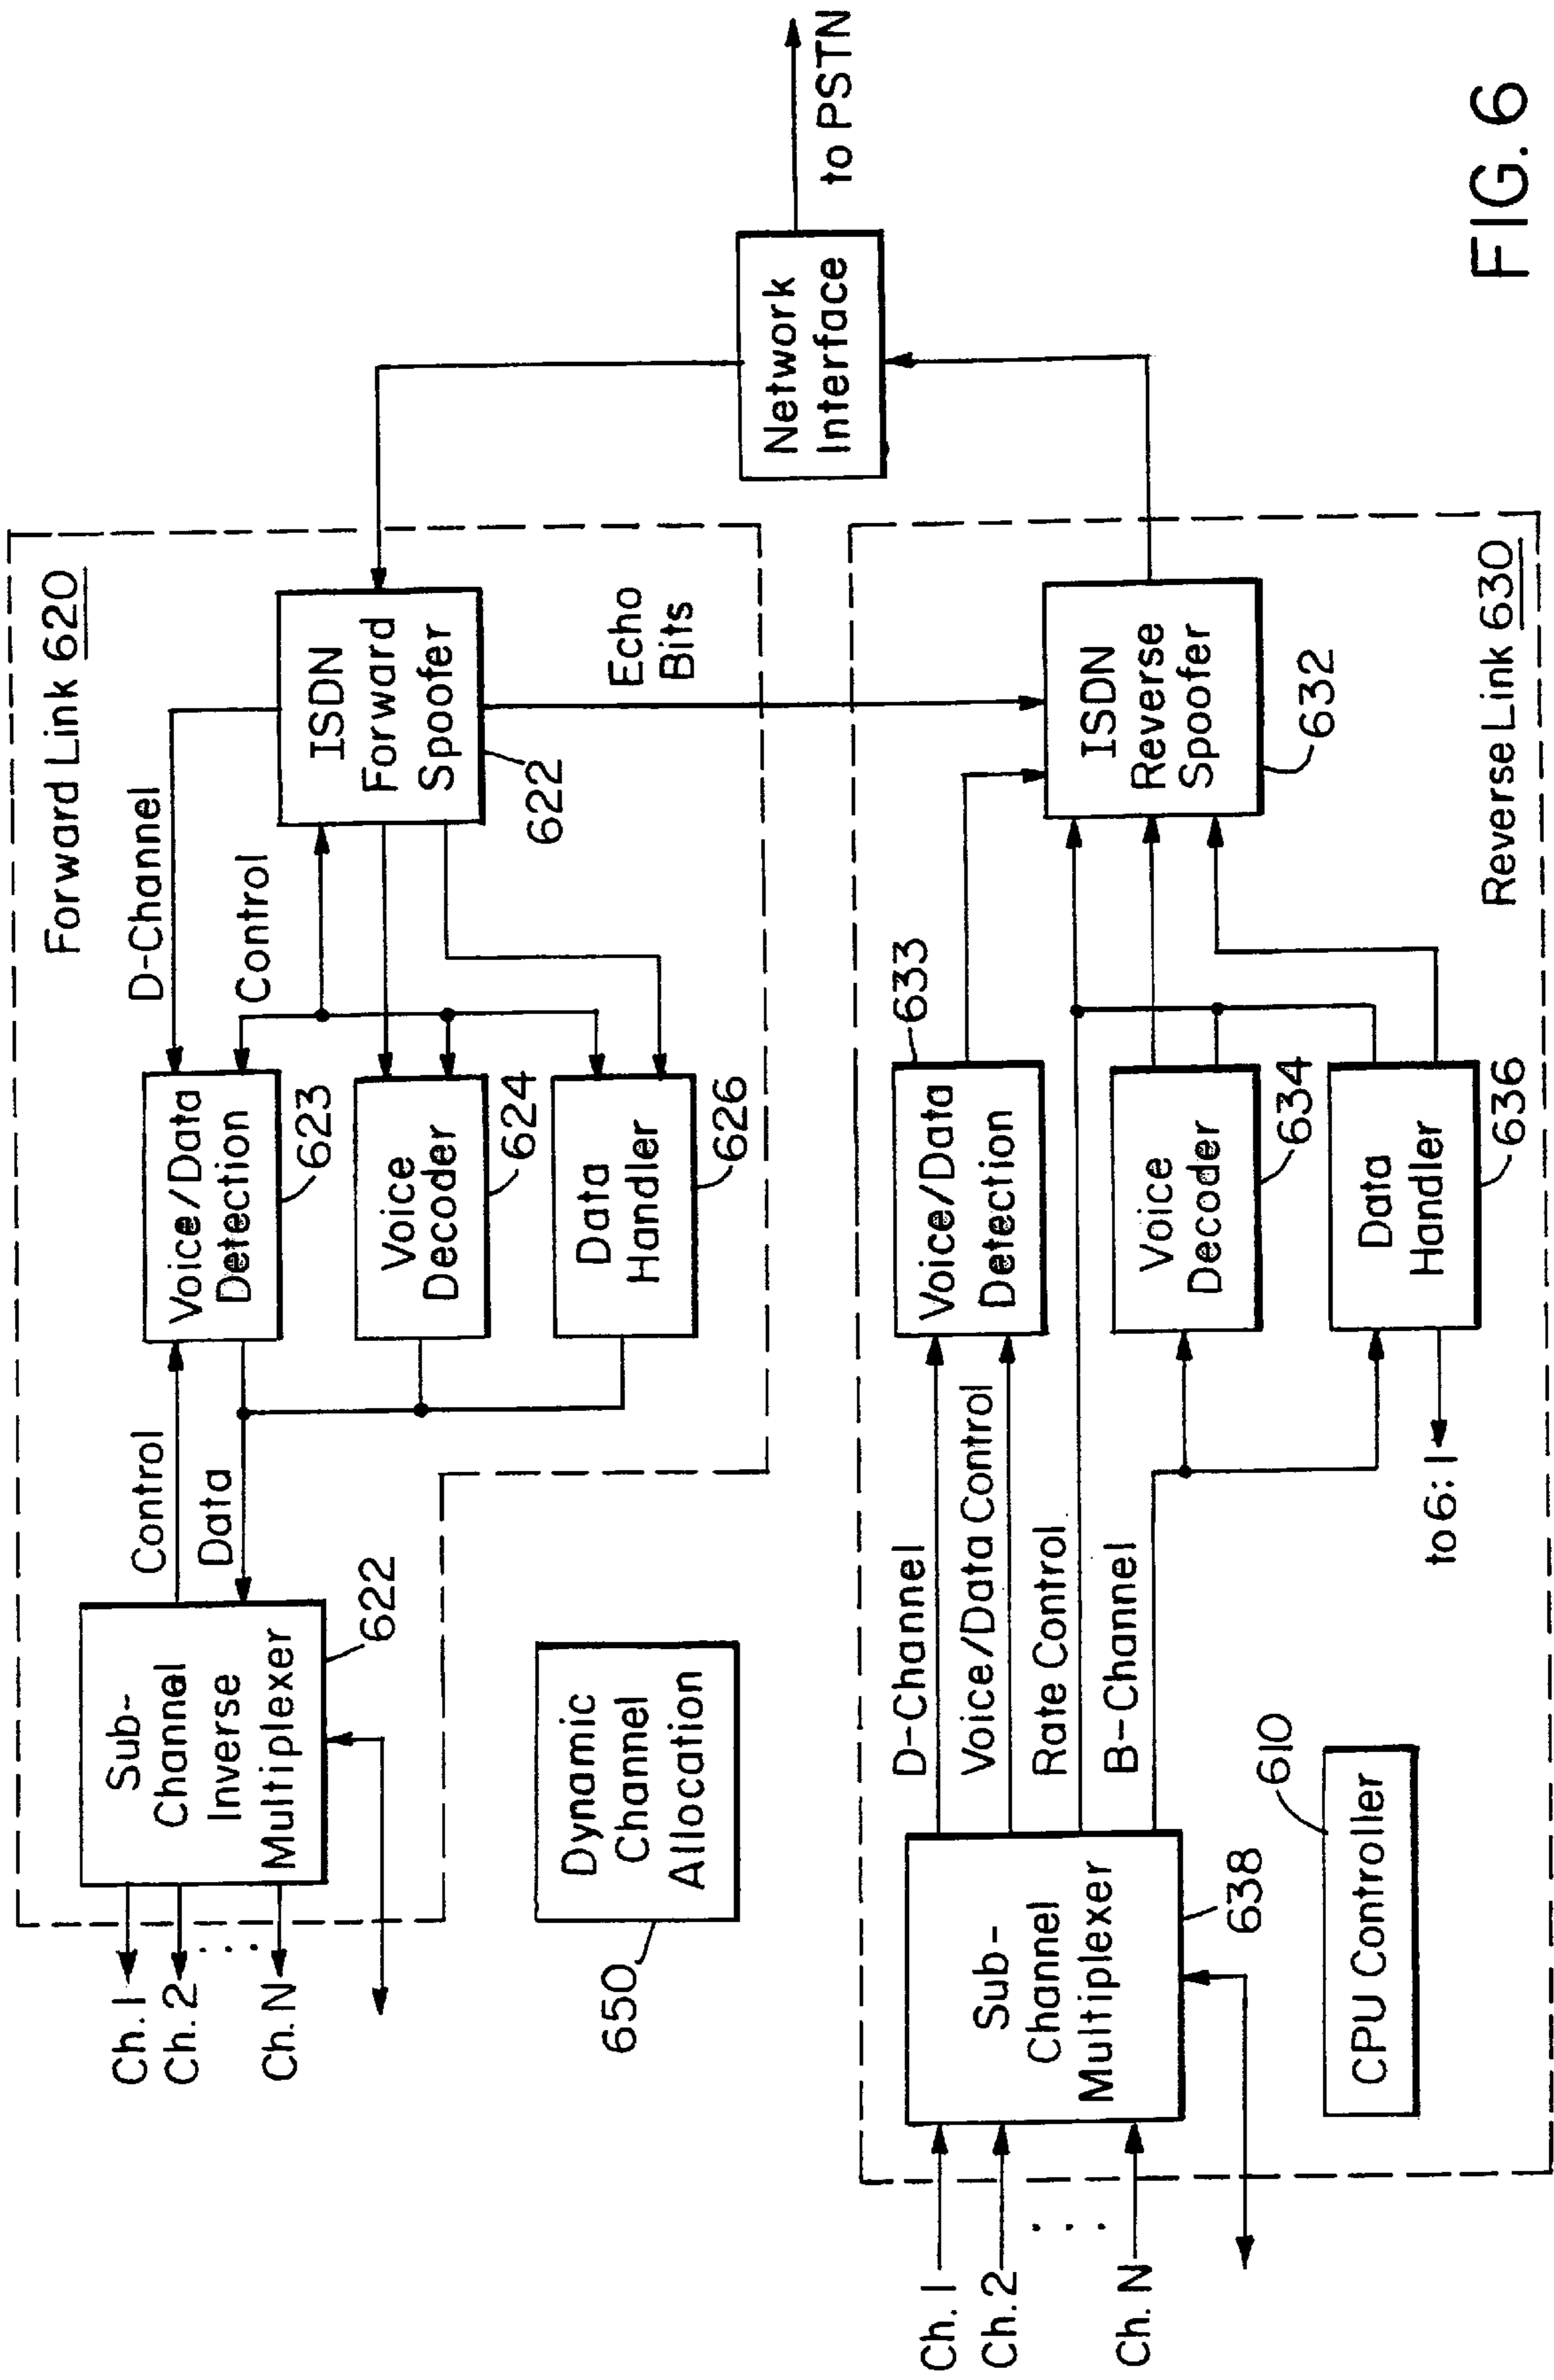 Forward Link 620
D-Channel
Control
Control
Data
Sub-
Channel
Inverse
Multiplexer
622
Ch. 1
Ch. 2
. . .
Ch. N
Voice/Data
Detection
623
Voice
Decoder
624
Data
Handler
626
ISDN
Forward
Spoofer
622
Echo
Bits
Network
Interface
to PSTN
Dynamic
Channel
Allocation
650
Ch. 1
Ch. 2
. . .
Ch. N
Sub-
Channel
Multiplexer
638
D-Channel
Voice/Data Control
Rate Control
B-Channel
Voice/Data
Detection
633
Voice
Decoder
634
Data
Handler
636
to 6:1
ISDN
Reverse
Spoofer
632
CPU Controller
610
Reverse Link 630
FIG. 6